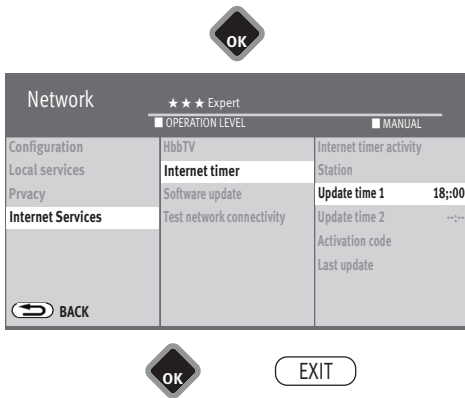 OK
Network
★ ★ ★ Expert
OPERATION LEVEL
MANUAL
Configuration
Local services
Prvacy
Internet Services
BACK
HbbTV
Internet timer
Software update
Test network connectivity
Internet timer activity
Station
Update time 1 18;:00
Update time 2 --:--
Activation code
Last update
OK
EXIT